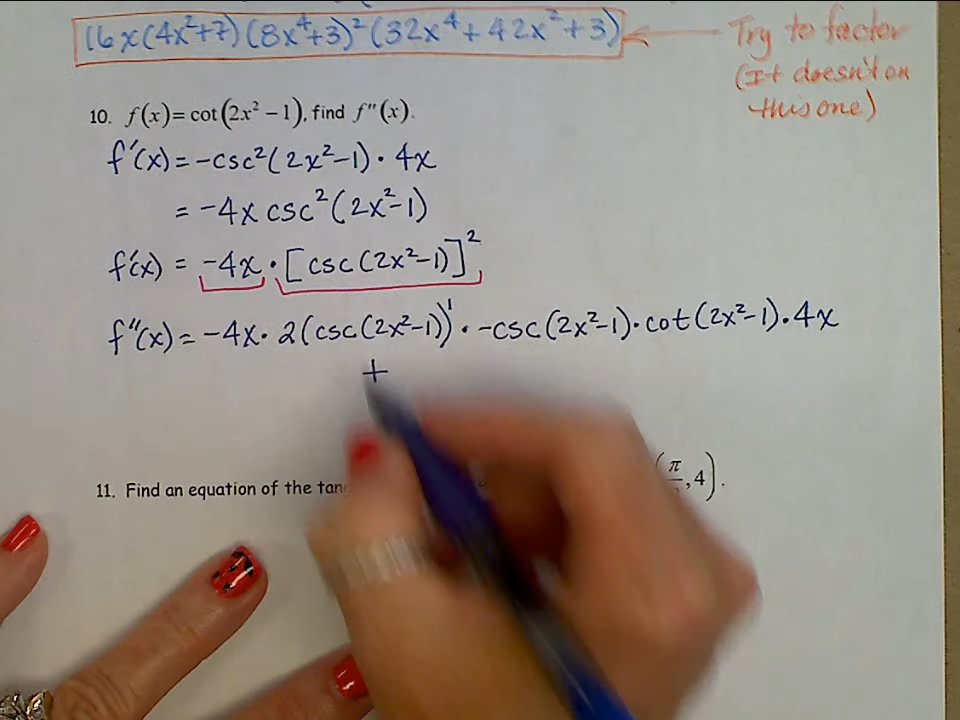 16x(4x²+7)(8x⁴+3)²(32x⁴+42x²+3)
Try to factor
(It doesn't on
this one)
10. f(x)=cot(2x²−1), find f″(x).
f′(x)= −csc²(2x²−1)·4x
= −4x csc²(2x²−1)
f′(x) = −4x·[csc(2x²−1)]²
f″(x)= −4x·2(csc(2x²−1))¹·−csc(2x²−1)·cot(2x²−1)·4x
+
11. Find an equation of the (π ,4).